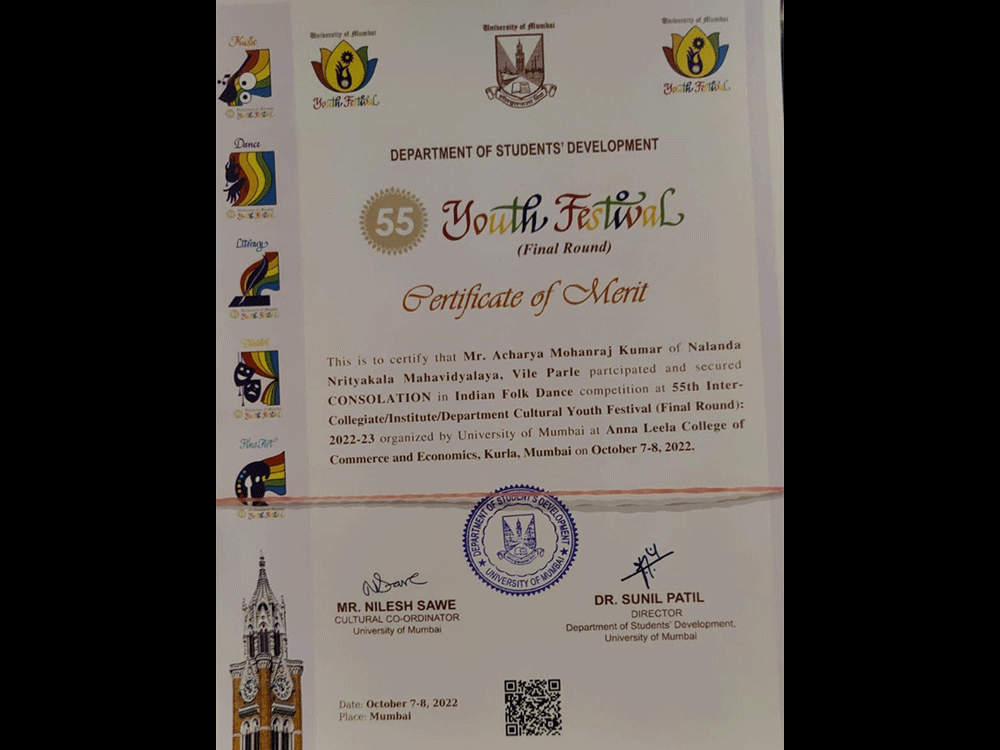 Music
University of Mumbai
Youth Festival
University of Mumbai
University of Mumbai
Youth Festival
Dance
Literary
Theatre
Fine Art
DEPARTMENT OF STUDENTS' DEVELOPMENT
55 Youth Festival
(Final Round)
Certificate of Merit
This is to certify that Mr. Acharya Mohanraj Kumar of Nalanda
Nrityakala Mahavidyalaya, Vile Parle partcipated and secured
CONSOLATION in Indian Folk Dance competition at 55th Inter-
Collegiate/Institute/Department Cultural Youth Festival (Final Round):
2022-23 organized by University of Mumbai at Anna Leela College of
Commerce and Economics, Kurla, Mumbai on October 7-8, 2022.
DEPARTMENT OF STUDENT'S DEVELOPMENT
UNIVERSITY OF MUMBAI
NSawe
MR. NILESH SAWE
CULTURAL CO-ORDINATOR
University of Mumbai
DR. SUNIL PATIL
DIRECTOR
Department of Students' Development,
University of Mumbai
Date: October 7-8, 2022
Place: Mumbai